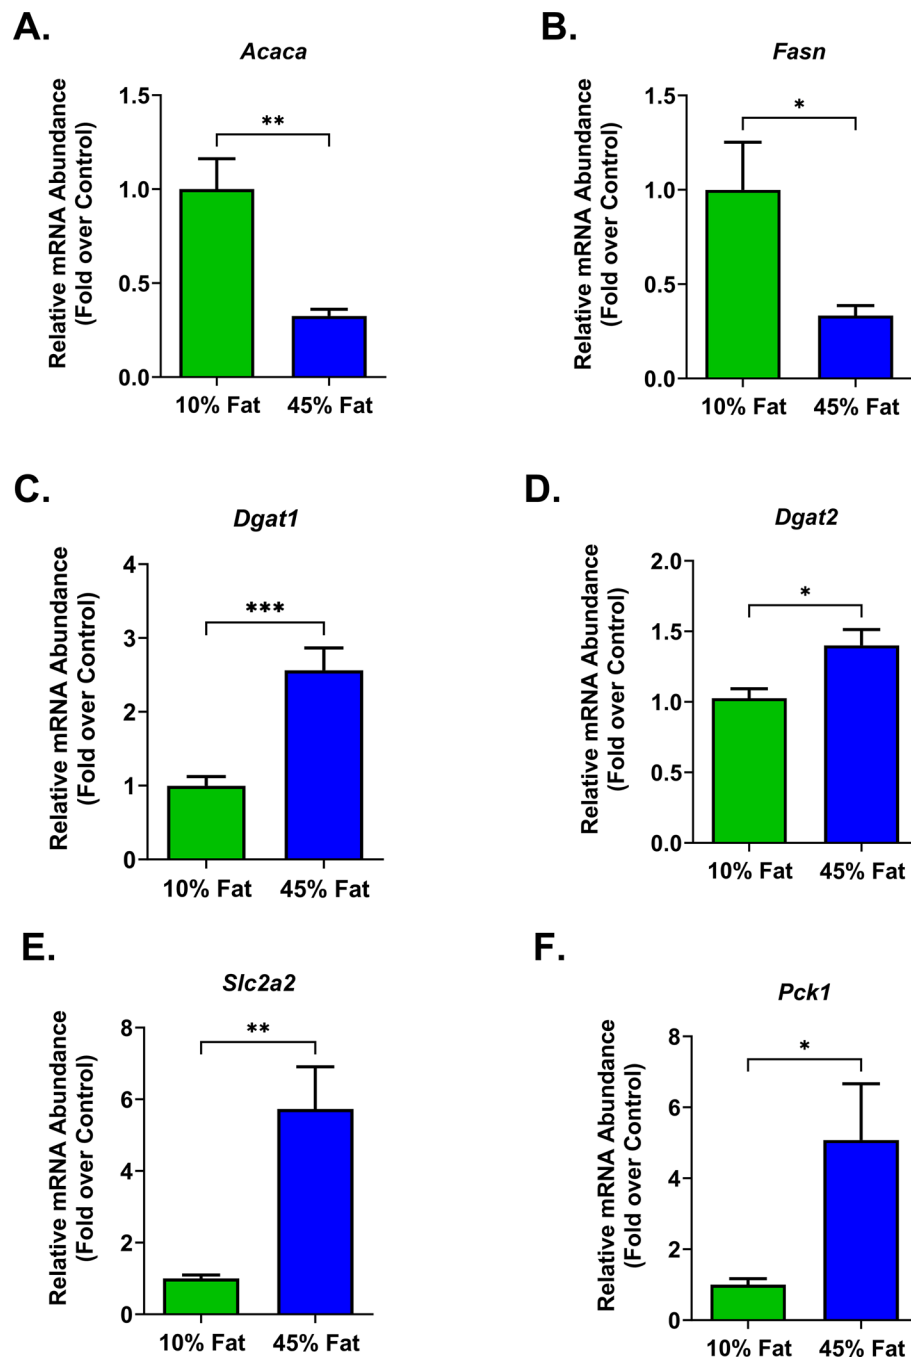 A.
Acaca
Relative mRNA Abundance
(Fold over Control)
1.5
1.0
0.5
0.0
**
10% Fat
45% Fat
B.
Fasn
Relative mRNA Abundance
(Fold over Control)
1.5
1.0
0.5
0.0
*
10% Fat
45% Fat
C.
Dgat1
Relative mRNA Abundance
(Fold over Control)
4
3
2
1
0
***
10% Fat
45% Fat
D.
Dgat2
Relative mRNA Abundance
(Fold over Control)
2.0
1.5
1.0
0.5
0.0
*
10% Fat
45% Fat
E.
Slc2a2
Relative mRNA Abundance
(Fold over Control)
8
6
4
2
0
**
10% Fat
45% Fat
F.
Pck1
Relative mRNA Abundance
(Fold over Control)
8
6
4
2
0
*
10% Fat
45% Fat